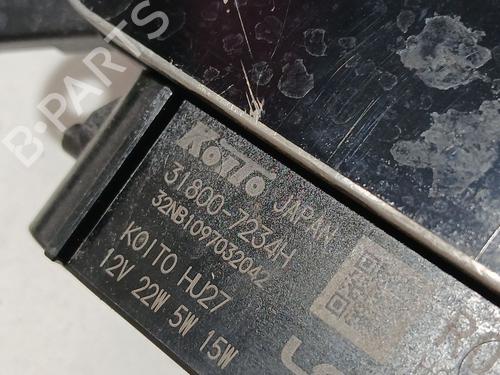 B-PARTS
KOITO JAPAN
31800-7234H
32NB1097032042
KOITO HU27
12V 22W 5W 15W